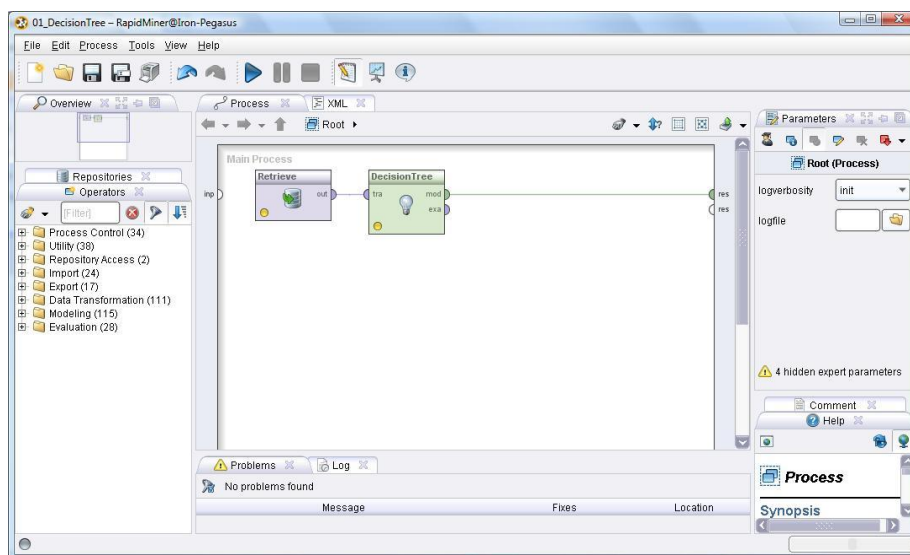 01_DecisionTree – RapidMiner@Iron-Pegasus
File Edit Process Tools View Help
Overview
Repositories
Operators
[Filter]
Process Control (34)
Utility (38)
Repository Access (2)
Import (24)
Export (17)
Data Transformation (111)
Modeling (115)
Evaluation (28)
Process XML
Root
Main Process
Retrieve DecisionTree
inp out tra mod res
exa res
Problems Log
No problems found
Message Fixes Location
Parameters
Root (Process)
logverbosity init
logfile
4 hidden expert parameters
Comment
Help
Process
Synopsis